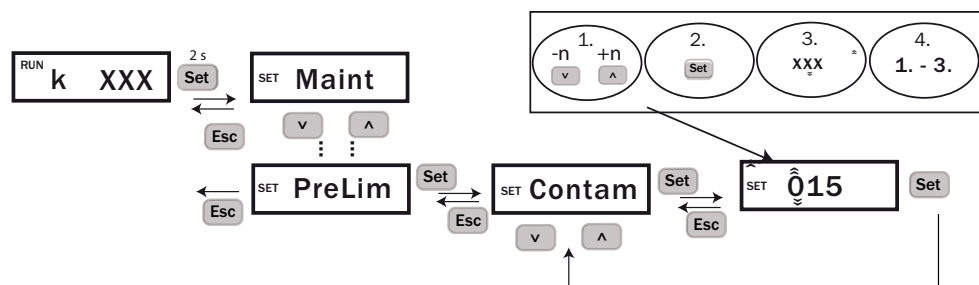 1. 2. 3. 4.
-n +n Set xxx 1. - 3.
v ʌ
2 s
RUN k XXX Set SET Maint
Esc v ʌ
SET PreLim Set SET Contam Set SET 015 Set
Esc Esc Esc
v ʌ